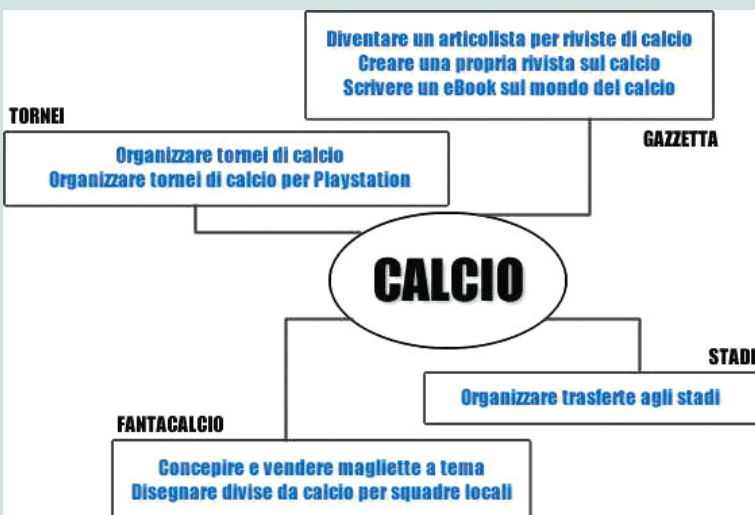 Diventare un articolista per riviste di calcio
Creare una propria rivista sul calcio
Scrivere un eBook sul mondo del calcio
GAZZETTA
TORNEI
Organizzare tornei di calcio
Organizzare tornei di calcio per Playstation
CALCIO
STADI
Organizzare trasferte agli stadi
FANTACALCIO
Concepire e vendere magliette a tema
Disegnare divise da calcio per squadre locali